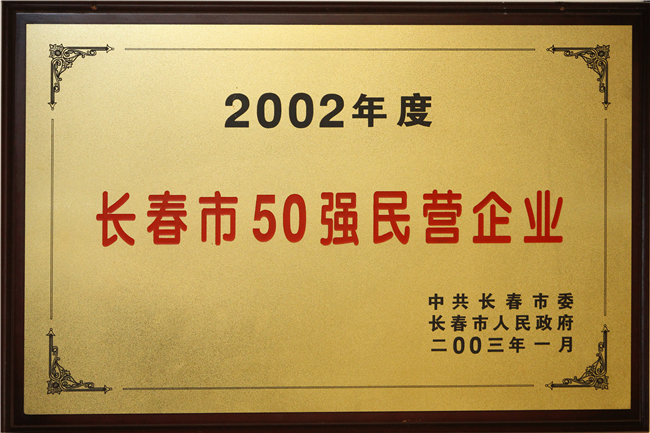 2002年度
长春市50强民营企业
中共长春市委
长春市人民政府
二00三年一月